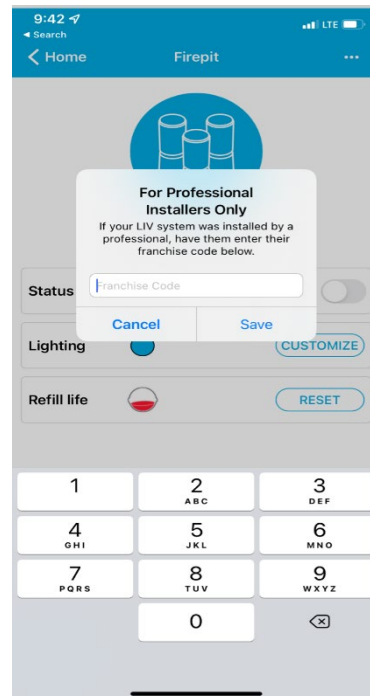 9:42
LTE
◀ Search
Home
Firepit
...
For Professional
Installers Only
If your LIV system was installed by a
professional, have them enter their
franchise code below.
Franchise Code
Cancel
Save
Status
Lighting
CUSTOMIZE
Refill life
RESET
1
2
ABC
3
DEF
4
GHI
5
JKL
6
MNO
7
PQRS
8
TUV
9
WXYZ
0